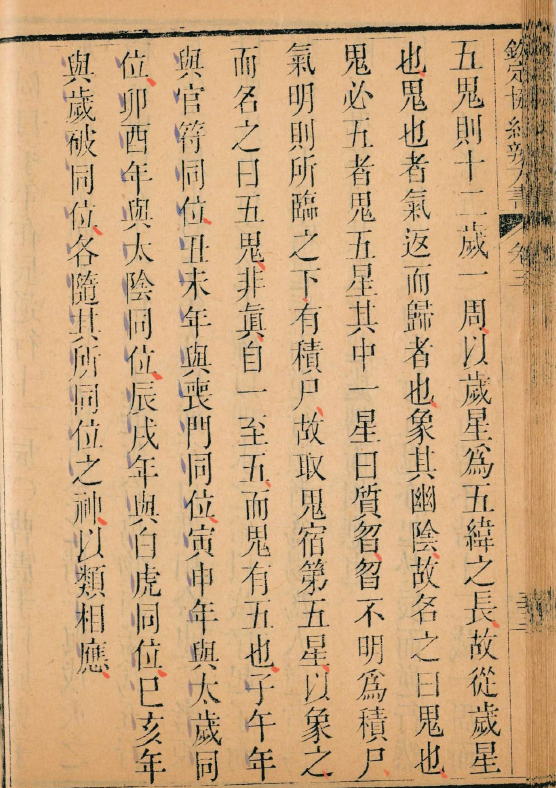 欽定協紀辨方書 卷三
五鬼則十二歲一周以歲星爲五緯之長故從歲星
也鬼也者氣返而歸者也象其幽陰故名之曰鬼也
鬼必五者鬼五星其中一星曰質質不明爲積尸
氣明則所臨之下有積尸故取鬼宿第五星以象之
而名之曰五鬼非眞自一至五而鬼有五也子午年
與官符同位丑未年與喪門同位寅申年與太歲同
位卯酉年與太陰同位辰戌年與白虎同位巳亥年
與歲破同位各隨其所同位之神以類相應